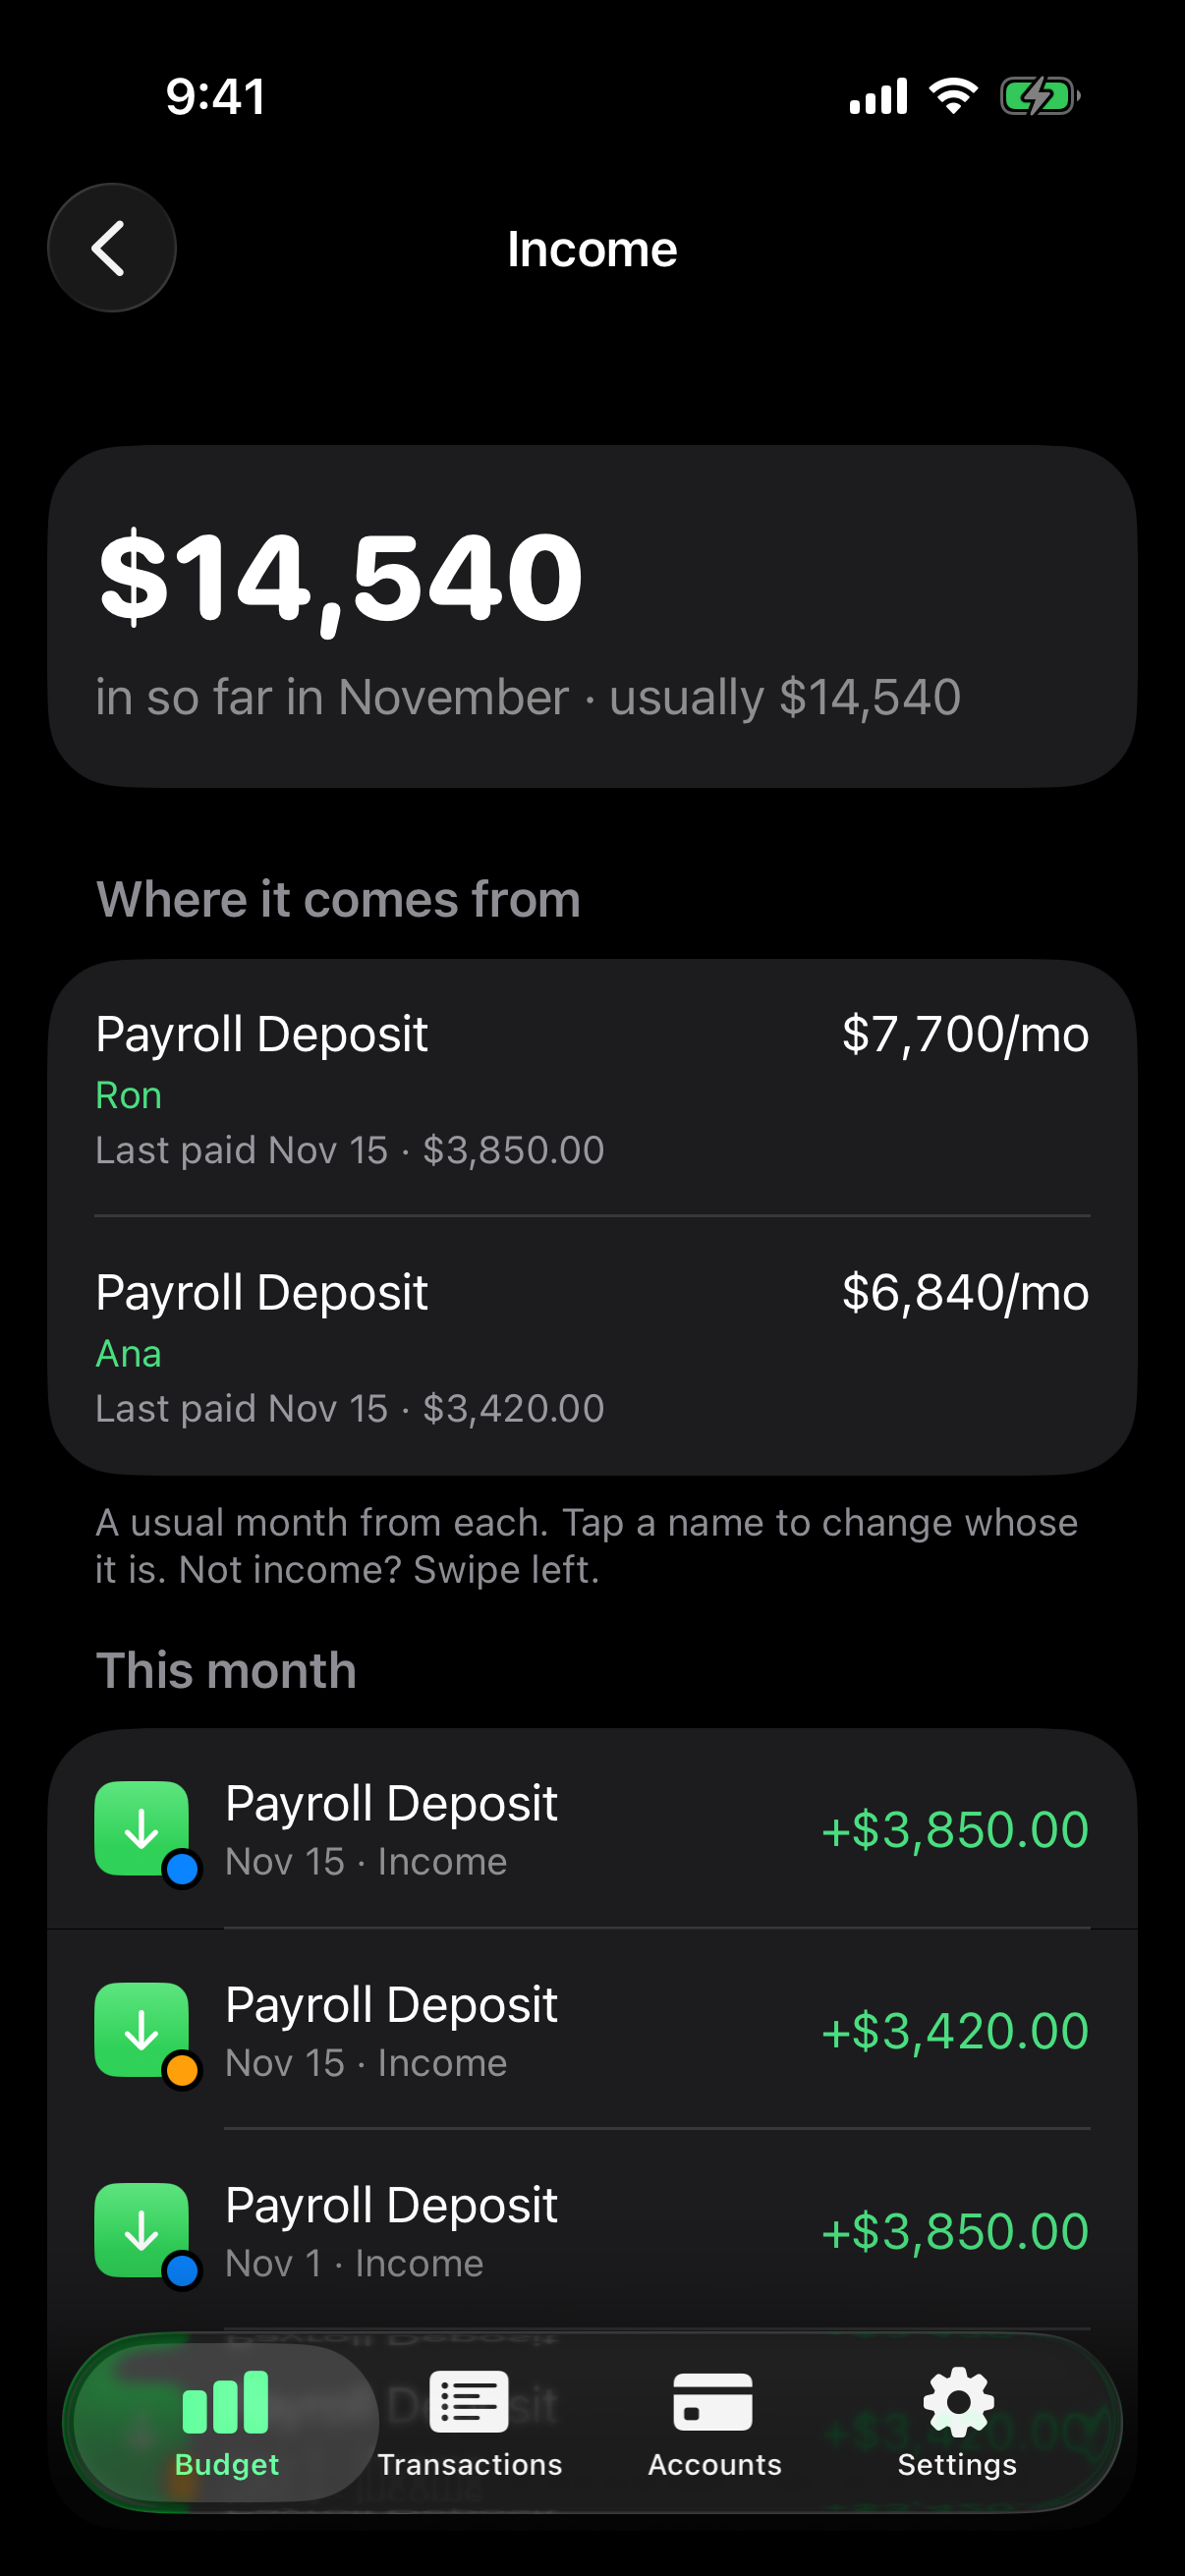 9:41
Income
$14,540
in so far in November · usually $14,540
Where it comes from
Payroll Deposit
$7,700/mo
Ron
Last paid Nov 15 · $3,850.00
Payroll Deposit
$6,840/mo
Ana
Last paid Nov 15 · $3,420.00
A usual month from each. Tap a name to change whose
it is. Not income? Swipe left.
This month
Payroll Deposit
+$3,850.00
Nov 15 · Income
Payroll Deposit
+$3,420.00
Nov 15 · Income
Payroll Deposit
+$3,850.00
Nov 1 · Income
Budget
Transactions
Accounts
Settings